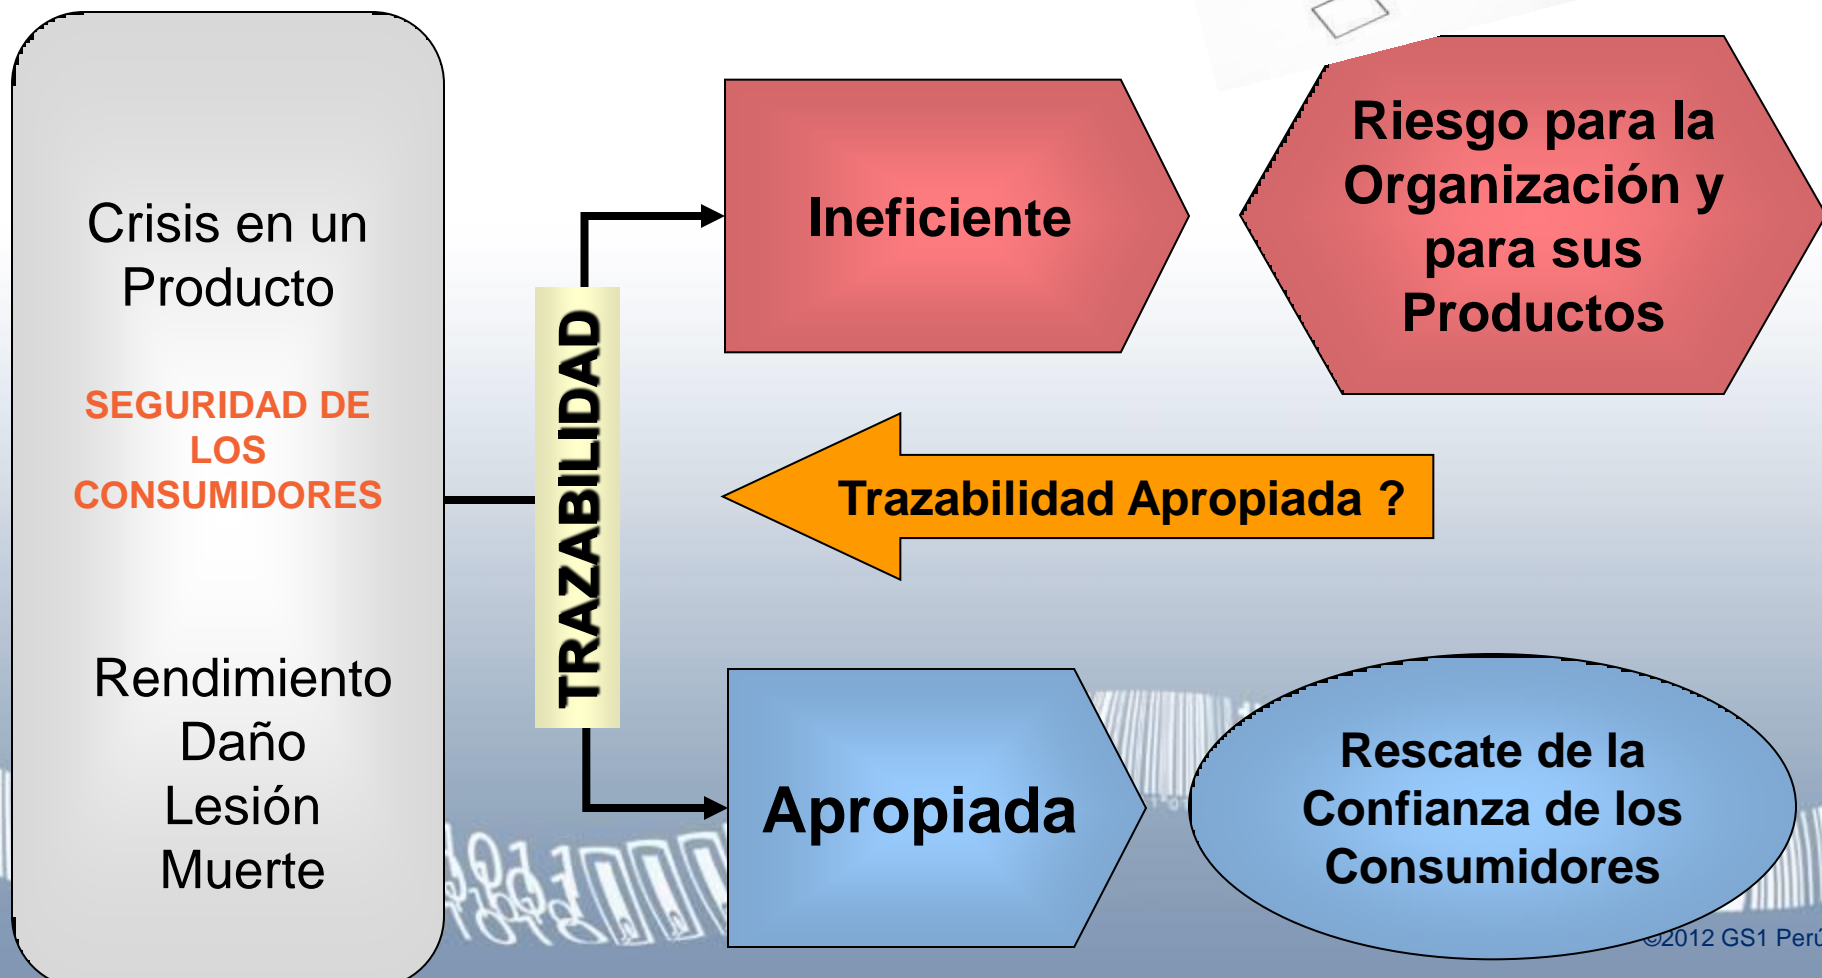 Crisis en un
Producto
SEGURIDAD DE
LOS
CONSUMIDORES
Rendimiento
Daño
Lesión
Muerte
TRAZABILIDAD
Ineficiente
Riesgo para la
Organización y
para sus
Productos
Trazabilidad Apropiada ?
Apropiada
Rescate de la
Confianza de los
Consumidores
©2012 GS1 Perú